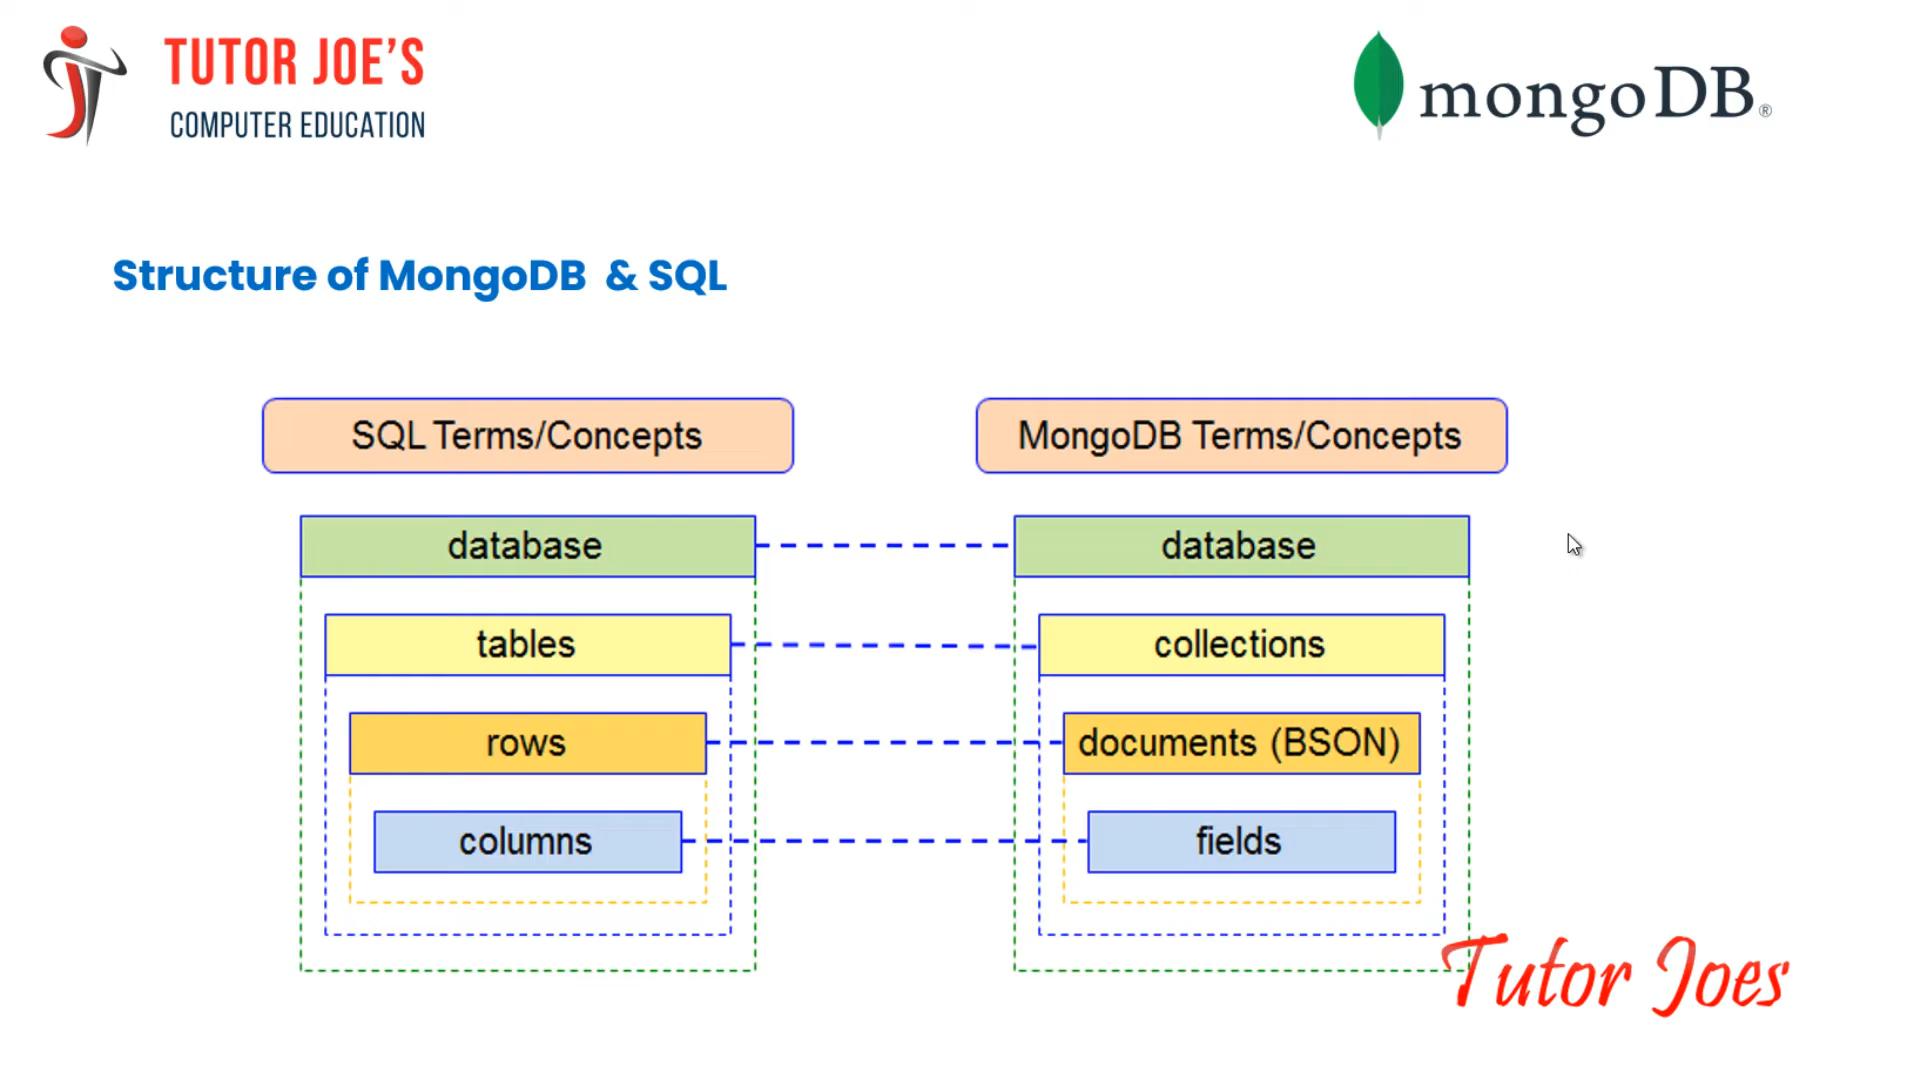 TUTOR JOE'S
COMPUTER EDUCATION
mongoDB®
Structure of MongoDB & SQL
SQL Terms/Concepts
MongoDB Terms/Concepts
database
database
tables
collections
rows
documents (BSON)
columns
fields
Tutor Joes